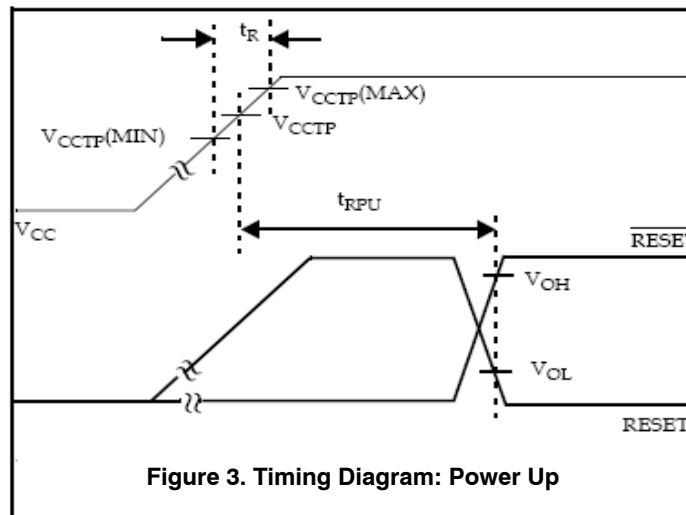 tR
VCCTP(MAX)
VCCTP(MIN)
VCCTP
tRPU
VCC
RESET
VOH
VOL
RESET
Figure 3. Timing Diagram: Power Up